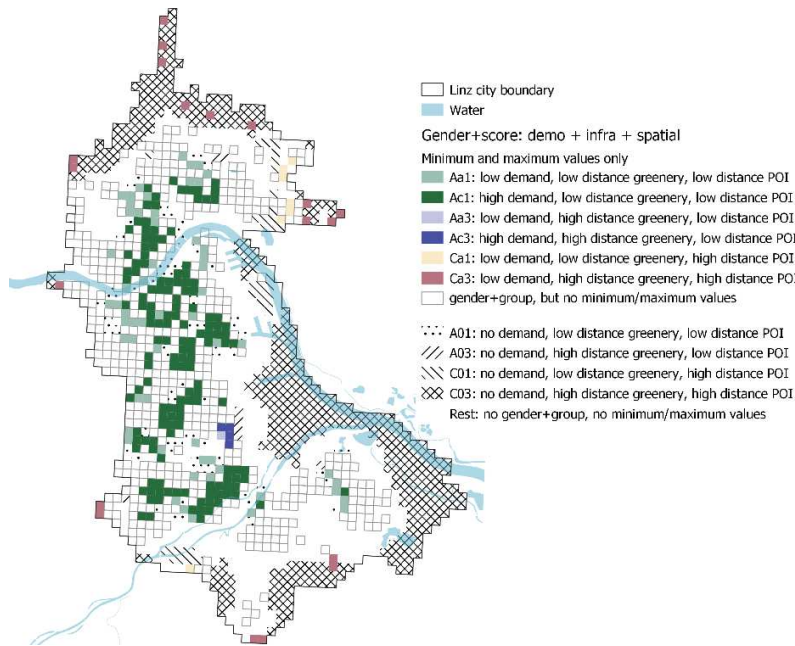 Linz city boundary
Water
Gender+score: demo + infra + spatial
Minimum and maximum values only
Aa1: low demand, low distance greenery, low distance POI
Ac1: high demand, low distance greenery, low distance POI
Aa3: low demand, high distance greenery, low distance POI
Ac3: high demand, high distance greenery, low distance POI
Ca1: low demand, low distance greenery, high distance POI
Ca3: low demand, high distance greenery, high distance POI
gender+group, but no minimum/maximum values
A01: no demand, low distance greenery, low distance POI
A03: no demand, high distance greenery, low distance POI
C01: no demand, low distance greenery, high distance POI
C03: no demand, high distance greenery, high distance POI
Rest: no gender+group, no minimum/maximum values